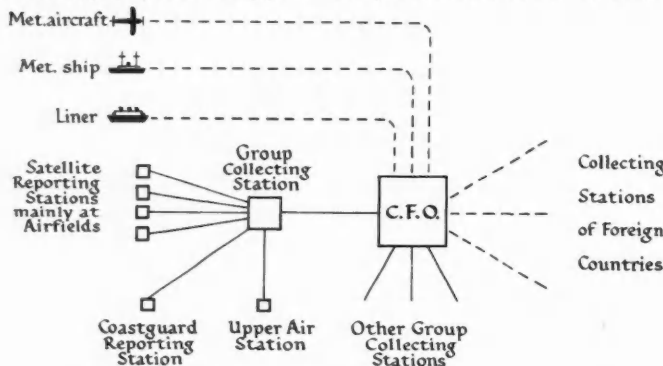 Met.aircraft
Met. ship
Liner
Satellite
Reporting
Stations
mainly at
Airfields
Group
Collecting
Station
C.F.O.
Collecting
Stations
of Foreign
Countries
Coastguard
Reporting
Station
Upper Air
Station
Other Group
Collecting
Stations